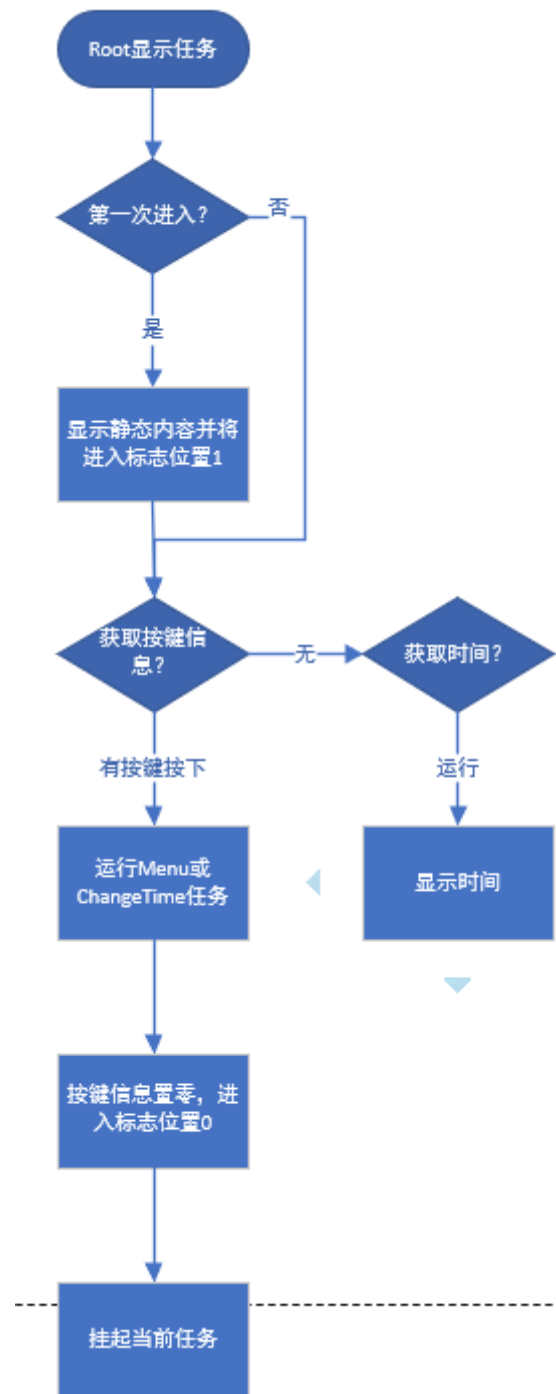 Root显示任务
第一次进入？
否
是
显示静态内容并将
进入标志位置1
获取按键信
息？
无
获取时间？
有按键按下
运行
运行Menu或
ChangeTime任务
显示时间
按键信息置零，进
入标志位置0
挂起当前任务